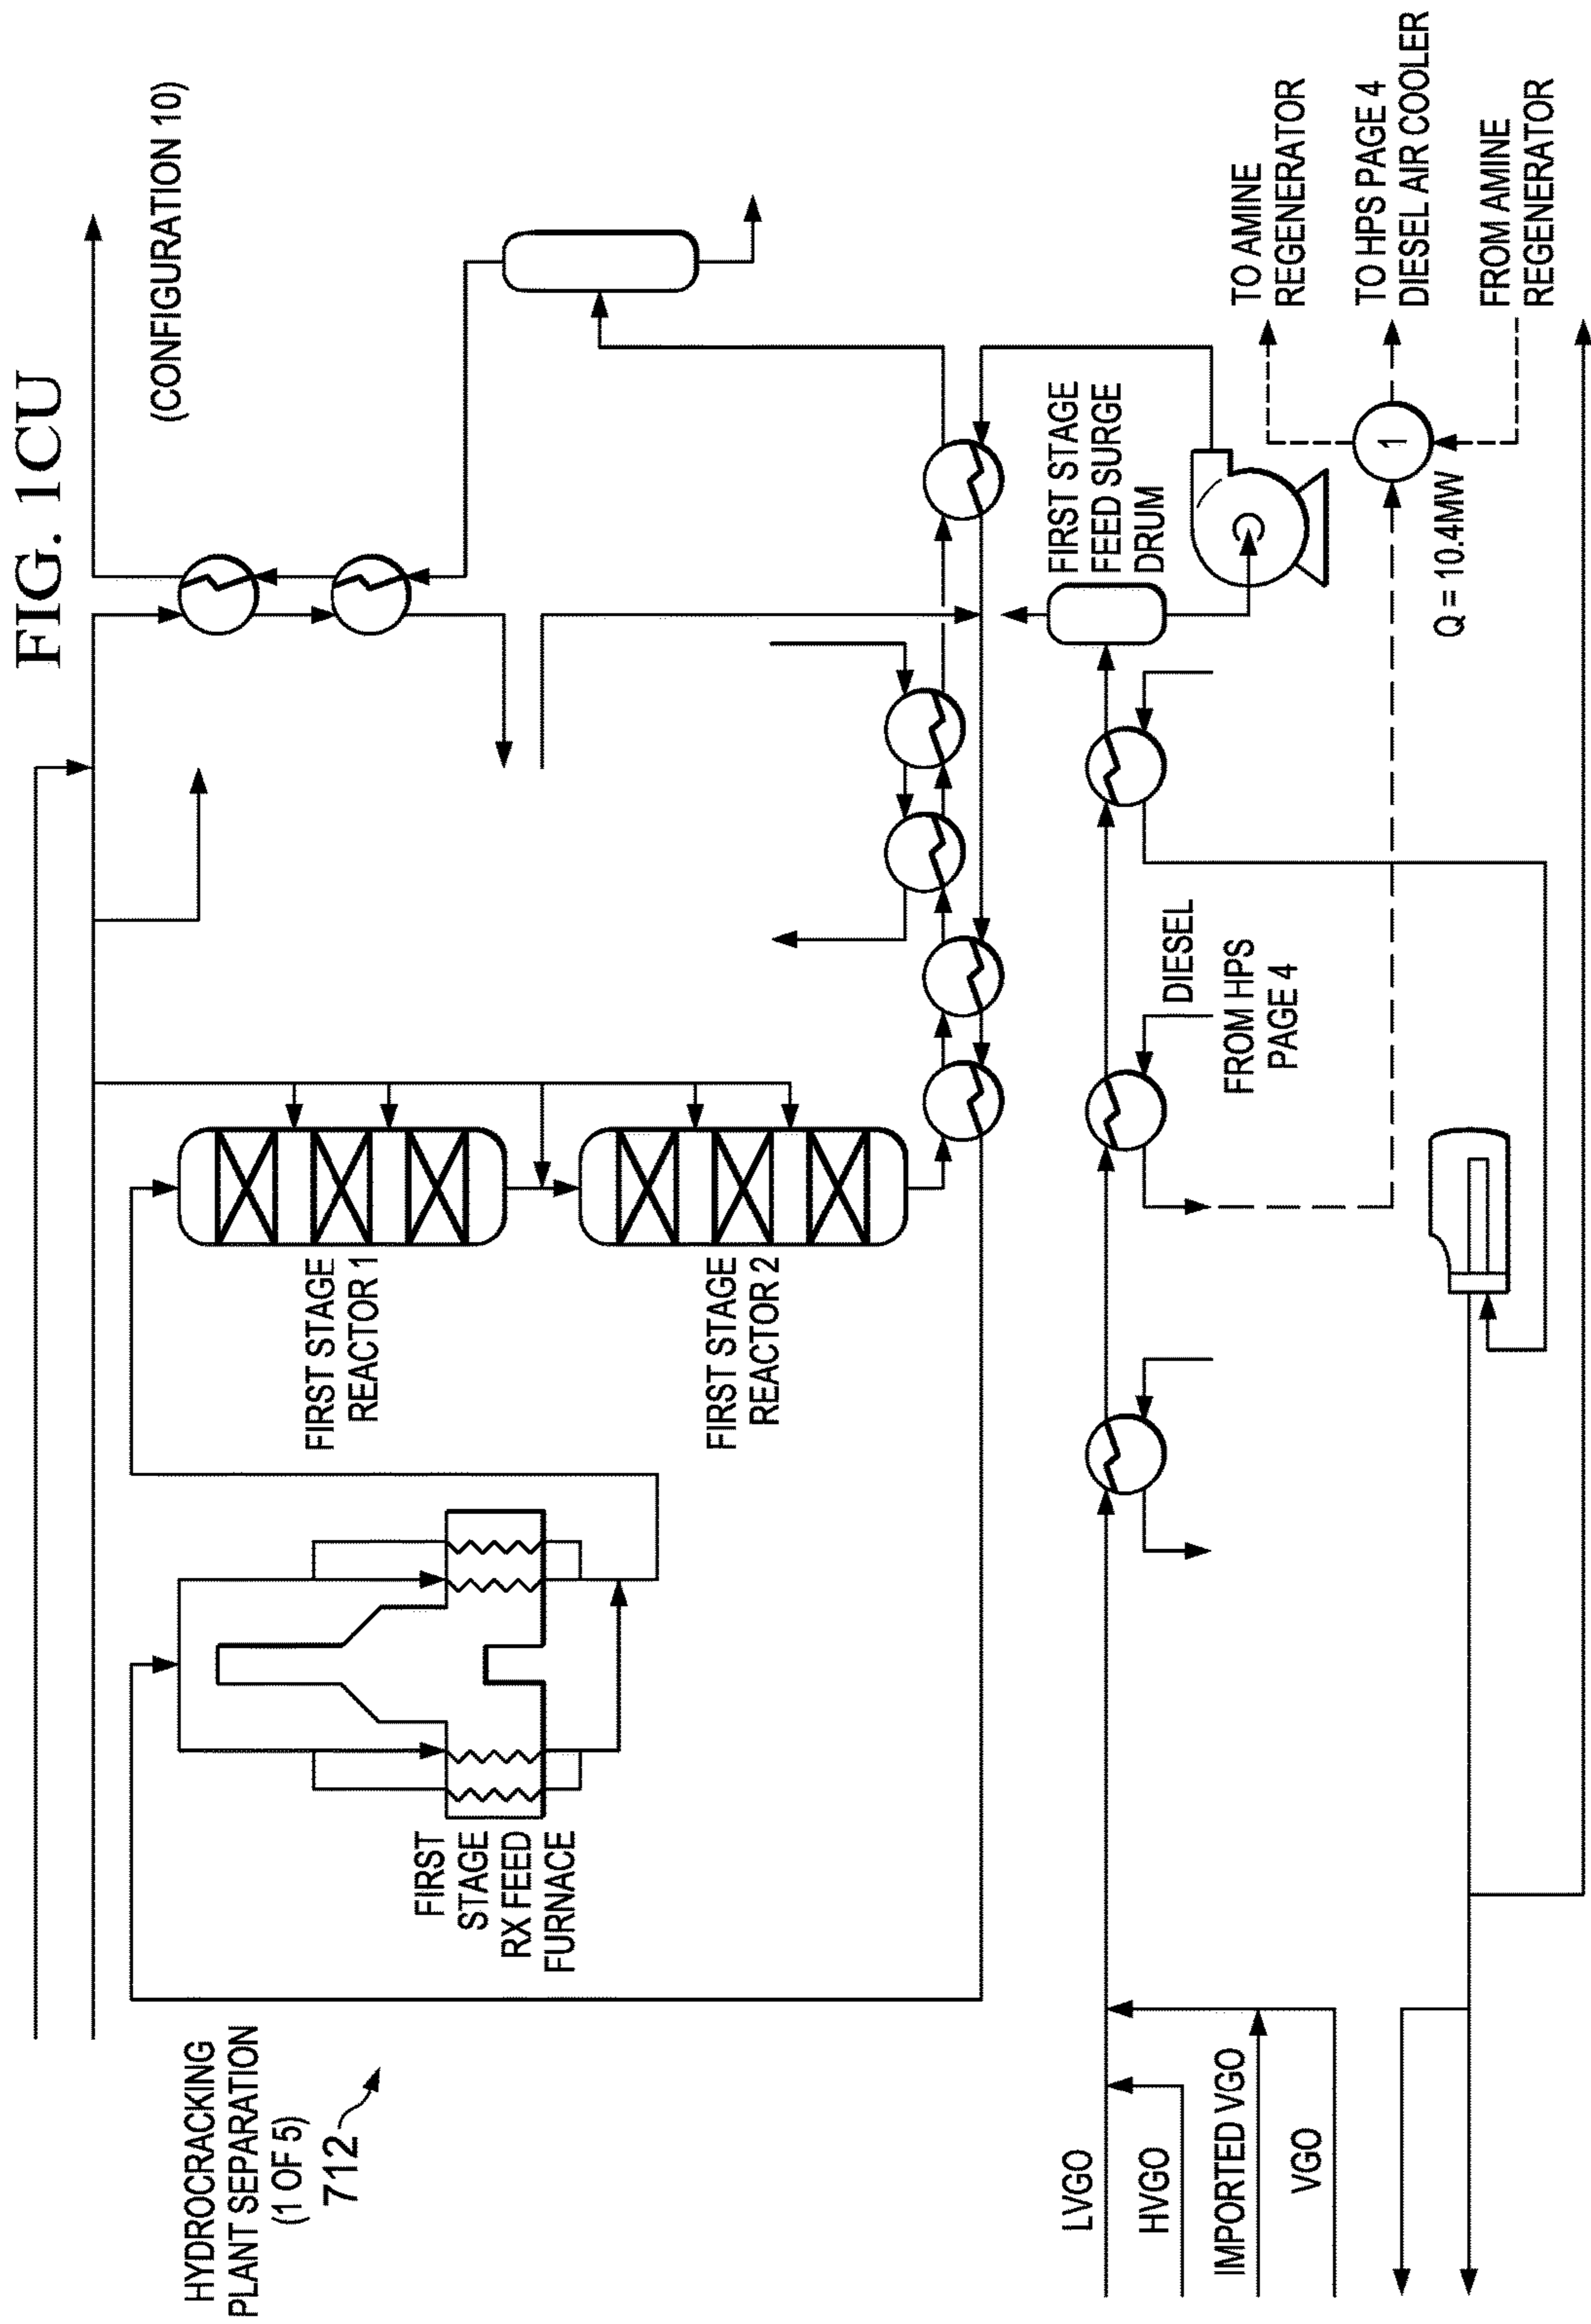 FIG. 1CU
(CONFIGURATION 10)
HYDROCRACKING
PLANT SEPARATION
(1 OF 5)
712
FIRST
STAGE
RX FEED
FURNACE
FIRST STAGE
REACTOR 1
FIRST STAGE
REACTOR 2
FIRST STAGE
FEED SURGE
DRUM
LVGO
HVGO
IMPORTED VGO
VGO
DIESEL
FROM HPS
PAGE 4
Q = 10.4MW
1
TO AMINE
REGENERATOR
TO HPS PAGE 4
DIESEL AIR COOLER
FROM AMINE
REGENERATOR